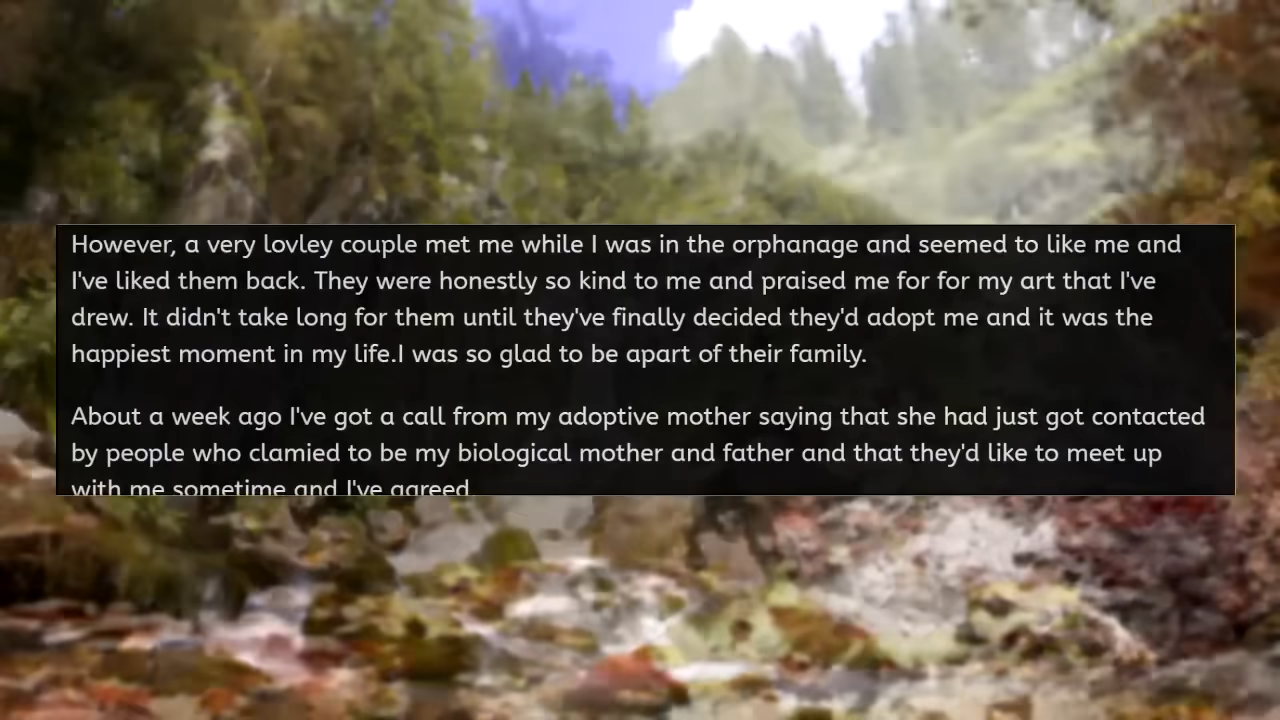 However, a very lovley couple met me while I was in the orphanage and seemed to like me and
I've liked them back. They were honestly so kind to me and praised me for for my art that I've
drew. It didn't take long for them until they've finally decided they'd adopt me and it was the
happiest moment in my life.I was so glad to be apart of their family.
About a week ago I've got a call from my adoptive mother saying that she had just got contacted
by people who clamied to be my biological mother and father and that they'd like to meet up
with me sometime and I've agreed